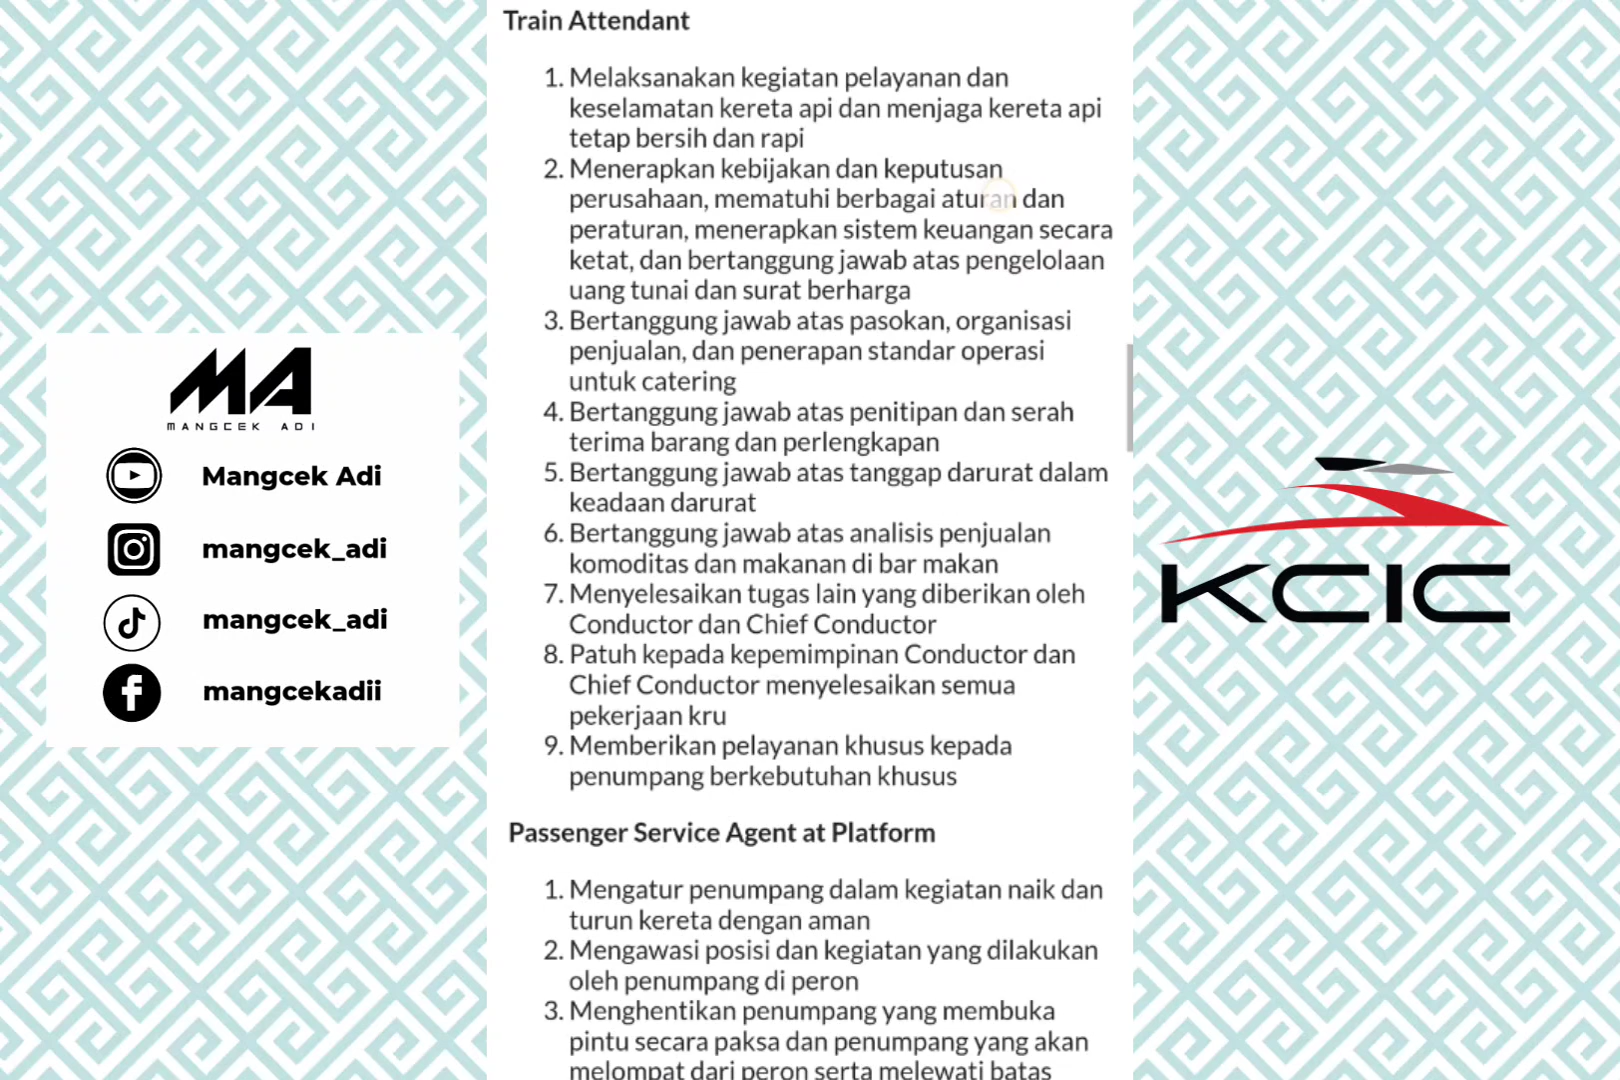 Train Attendant
1. Melaksanakan kegiatan pelayanan dan
keselamatan kereta api dan menjaga kereta api
tetap bersih dan rapi
2. Menerapkan kebijakan dan keputusan
perusahaan, mematuhi berbagai aturan dan
peraturan, menerapkan sistem keuangan secara
ketat, dan bertanggung jawab atas pengelolaan
uang tunai dan surat berharga
3. Bertanggung jawab atas pasokan, organisasi
penjualan, dan penerapan standar operasi
untuk catering
4. Bertanggung jawab atas penitipan dan serah
terima barang dan perlengkapan
5. Bertanggung jawab atas tanggap darurat dalam
keadaan darurat
6. Bertanggung jawab atas analisis penjualan
komoditas dan makanan di bar makan
7. Menyelesaikan tugas lain yang diberikan oleh
Conductor dan Chief Conductor
8. Patuh kepada kepemimpinan Conductor dan
Chief Conductor menyelesaikan semua
pekerjaan kru
9. Memberikan pelayanan khusus kepada
penumpang berkebutuhan khusus
Passenger Service Agent at Platform
1. Mengatur penumpang dalam kegiatan naik dan
turun kereta dengan aman
2. Mengawasi posisi dan kegiatan yang dilakukan
oleh penumpang di peron
3. Menghentikan penumpang yang membuka
pintu secara paksa dan penumpang yang akan
melompat dari peron serta melewati batas
MA
MANGCEK ADI
Mangcek Adi
mangcek_adi
mangcek_adi
mangcekadii
KCIC